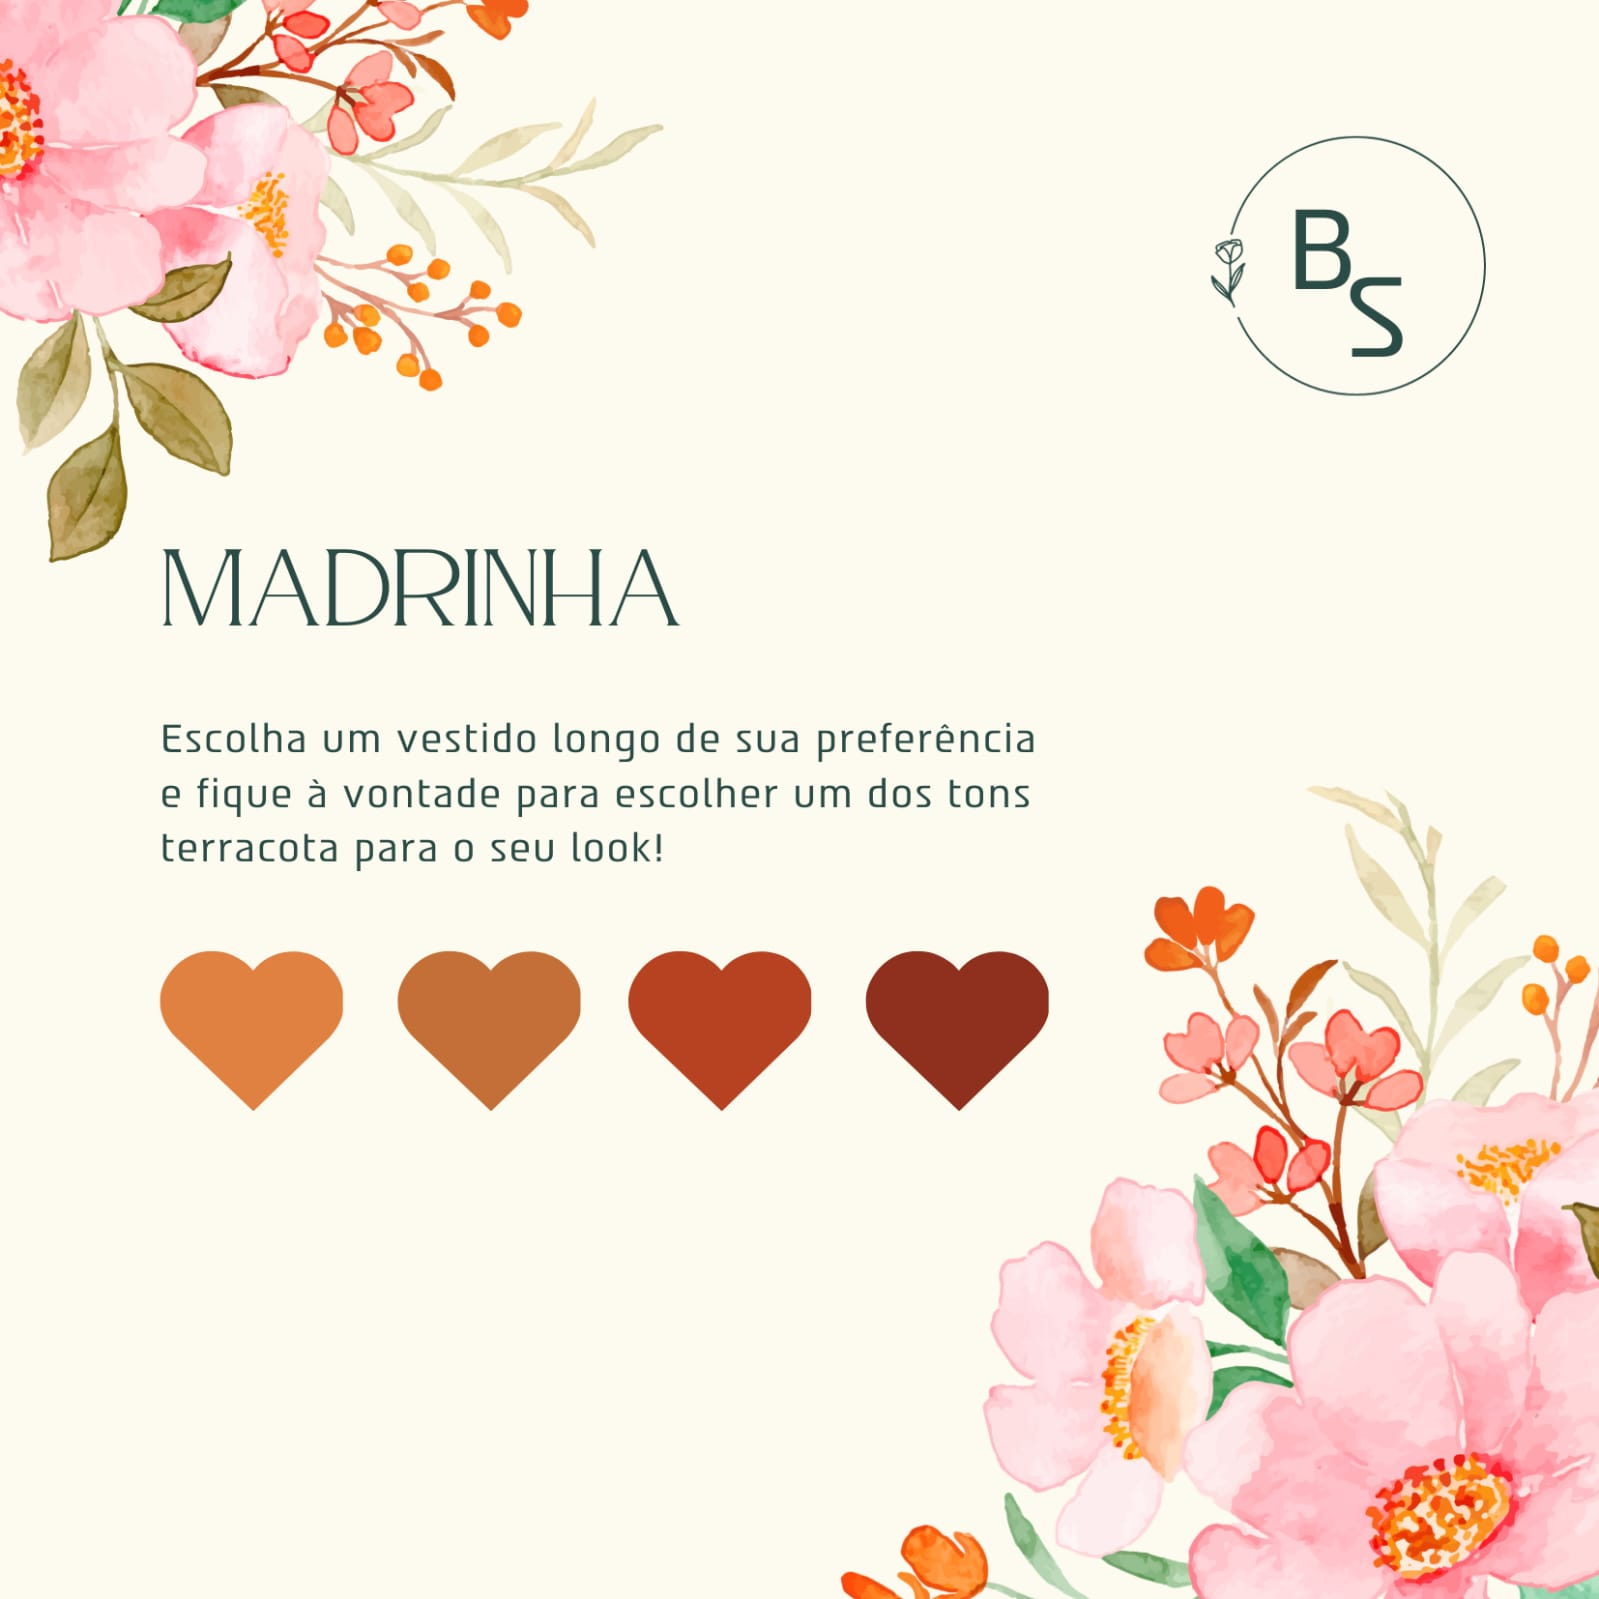 B
S
MADRINHA
Escolha um vestido longo de sua preferência
e fique à vontade para escolher um dos tons
terracota para o seu look!